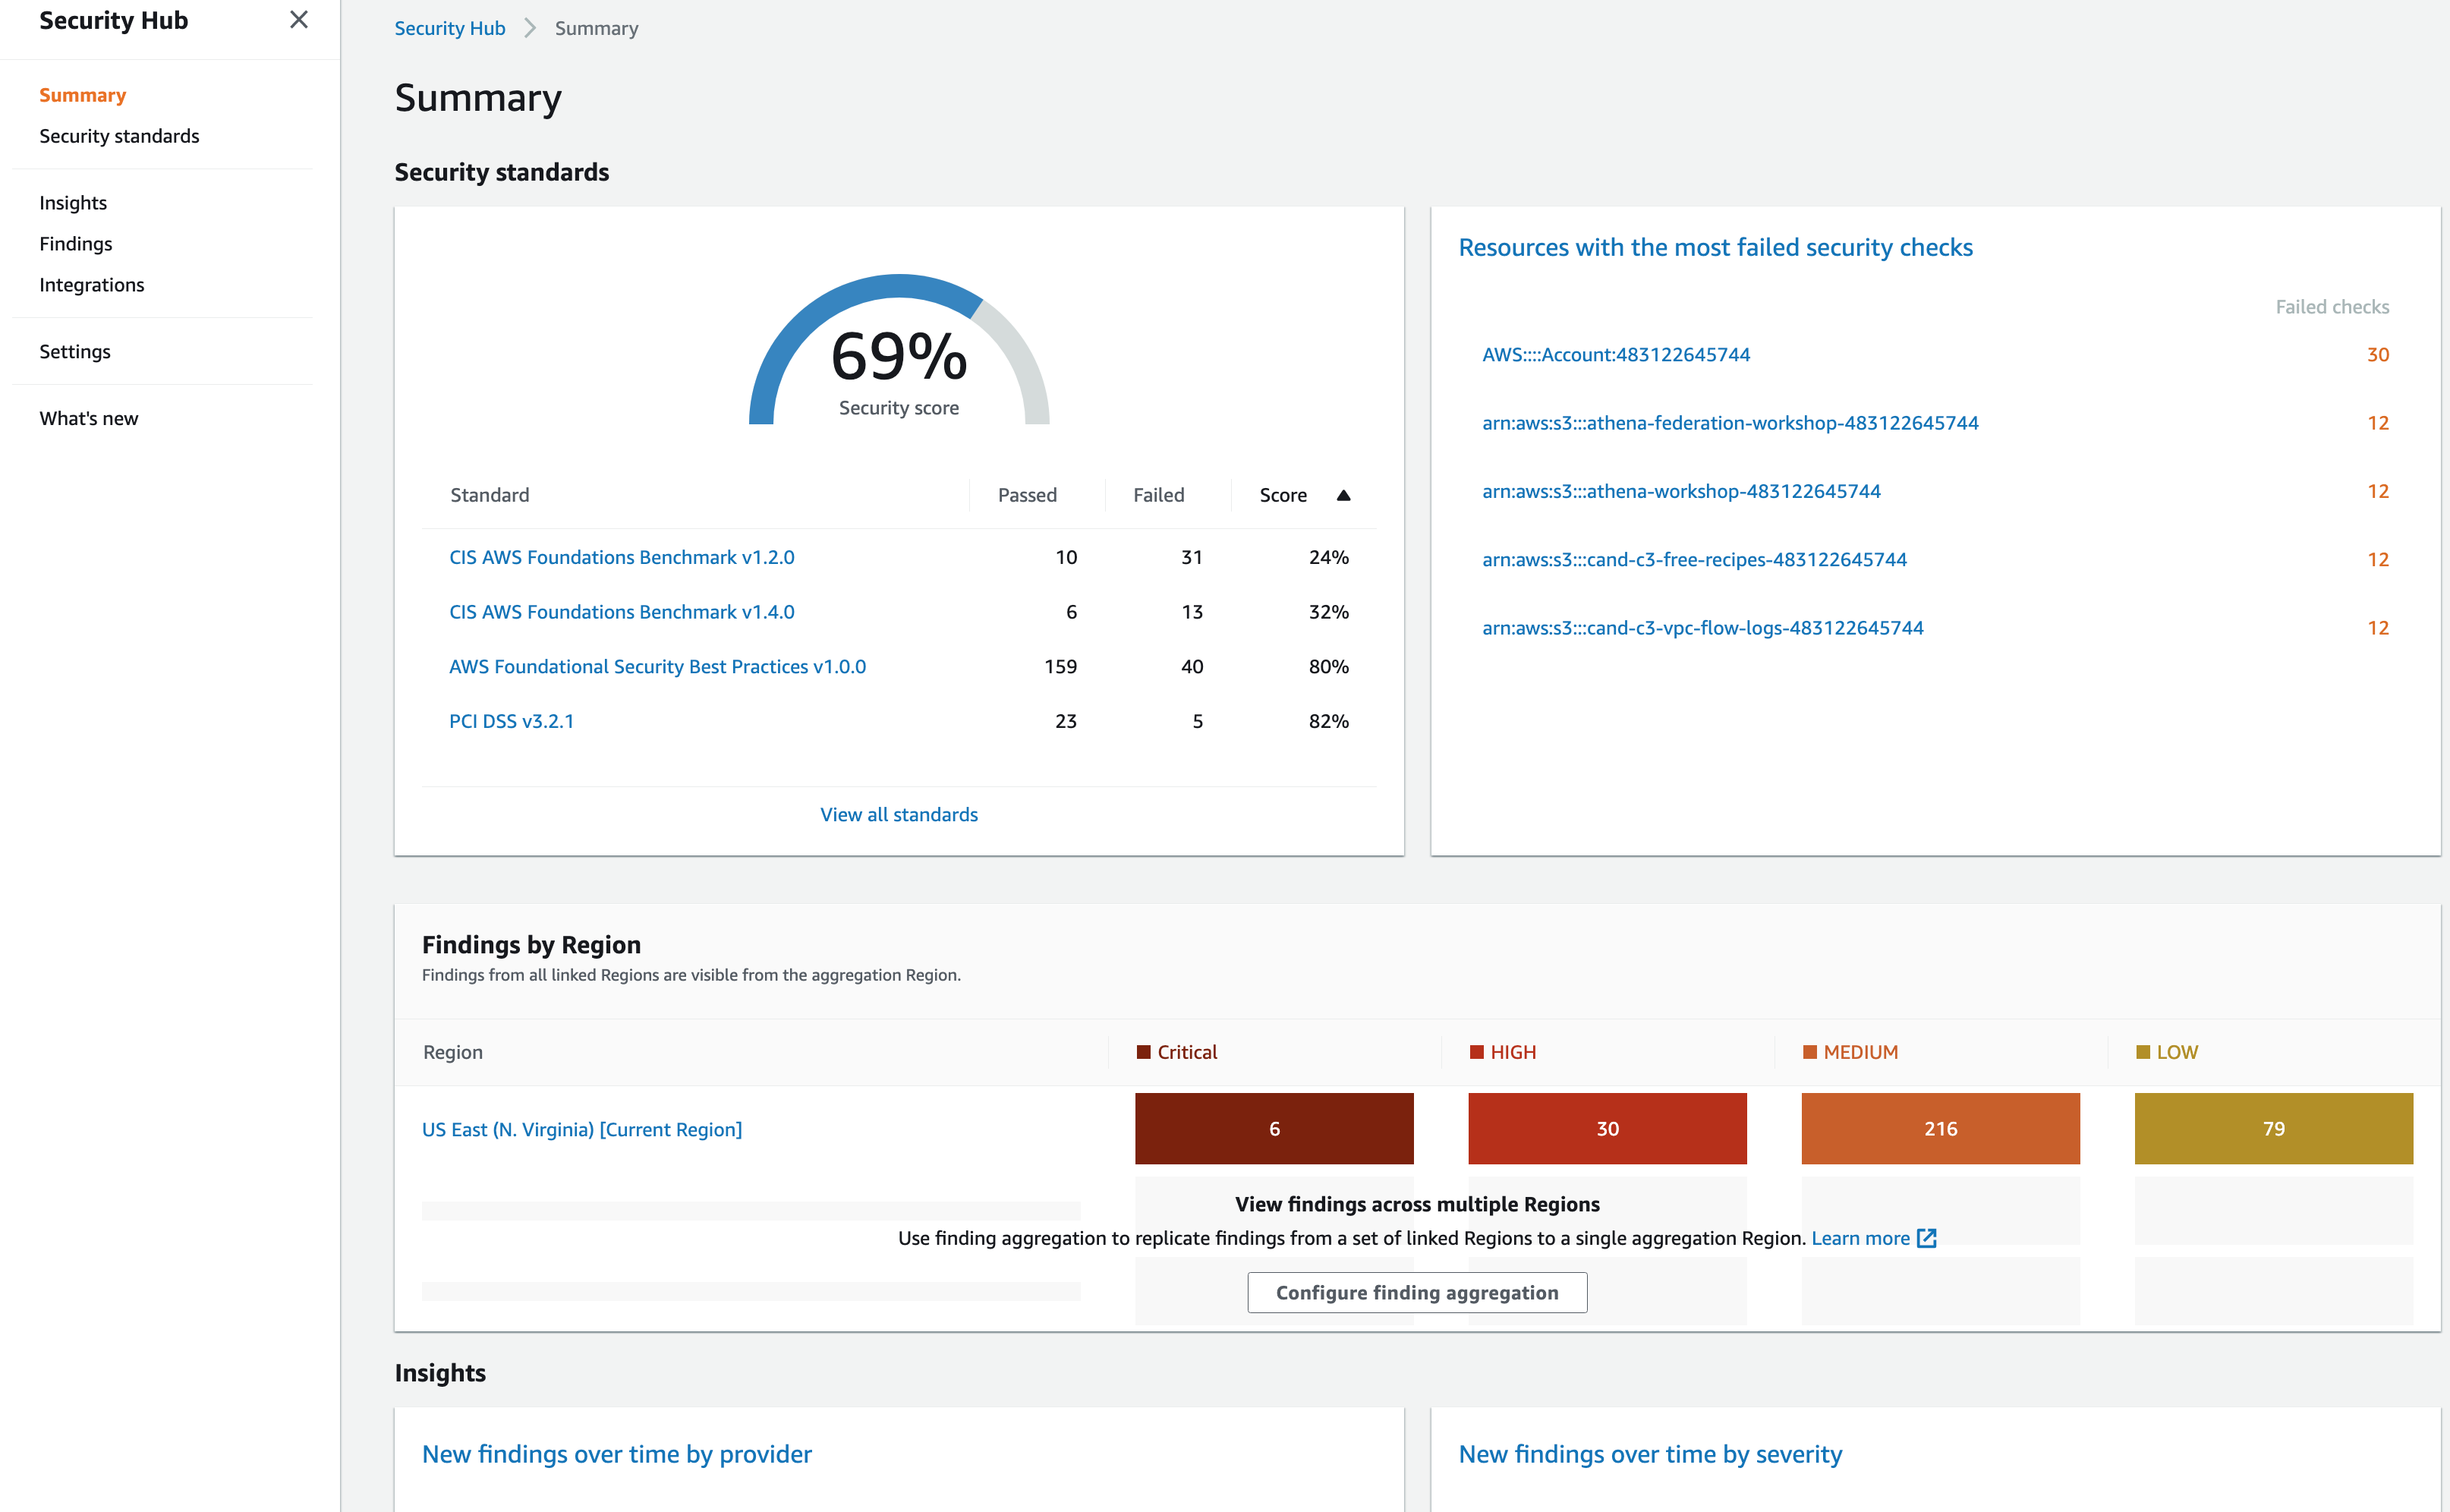 Security Hub
Summary
Security standards
Insights
Findings
Integrations
Settings
What's new
Security Hub Summary
Summary
Security standards
69%
Security score
Standard Passed Failed Score
CIS AWS Foundations Benchmark v1.2.0 10 31 24%
CIS AWS Foundations Benchmark v1.4.0 6 13 32%
AWS Foundational Security Best Practices v1.0.0 159 40 80%
PCI DSS v3.2.1 23 5 82%
View all standards
Resources with the most failed security checks
Failed checks
AWS::::Account:483122645744 30
arn:aws:s3:::athena-federation-workshop-483122645744 12
arn:aws:s3:::athena-workshop-483122645744 12
arn:aws:s3:::cand-c3-free-recipes-483122645744 12
arn:aws:s3:::cand-c3-vpc-flow-logs-483122645744 12
Findings by Region
Findings from all linked Regions are visible from the aggregation Region.
Region Critical HIGH MEDIUM LOW
US East (N. Virginia) [Current Region] 6 30 216 79
View findings across multiple Regions
Use finding aggregation to replicate findings from a set of linked Regions to a single aggregation Region. Learn more
Configure finding aggregation
Insights
New findings over time by provider
New findings over time by severity